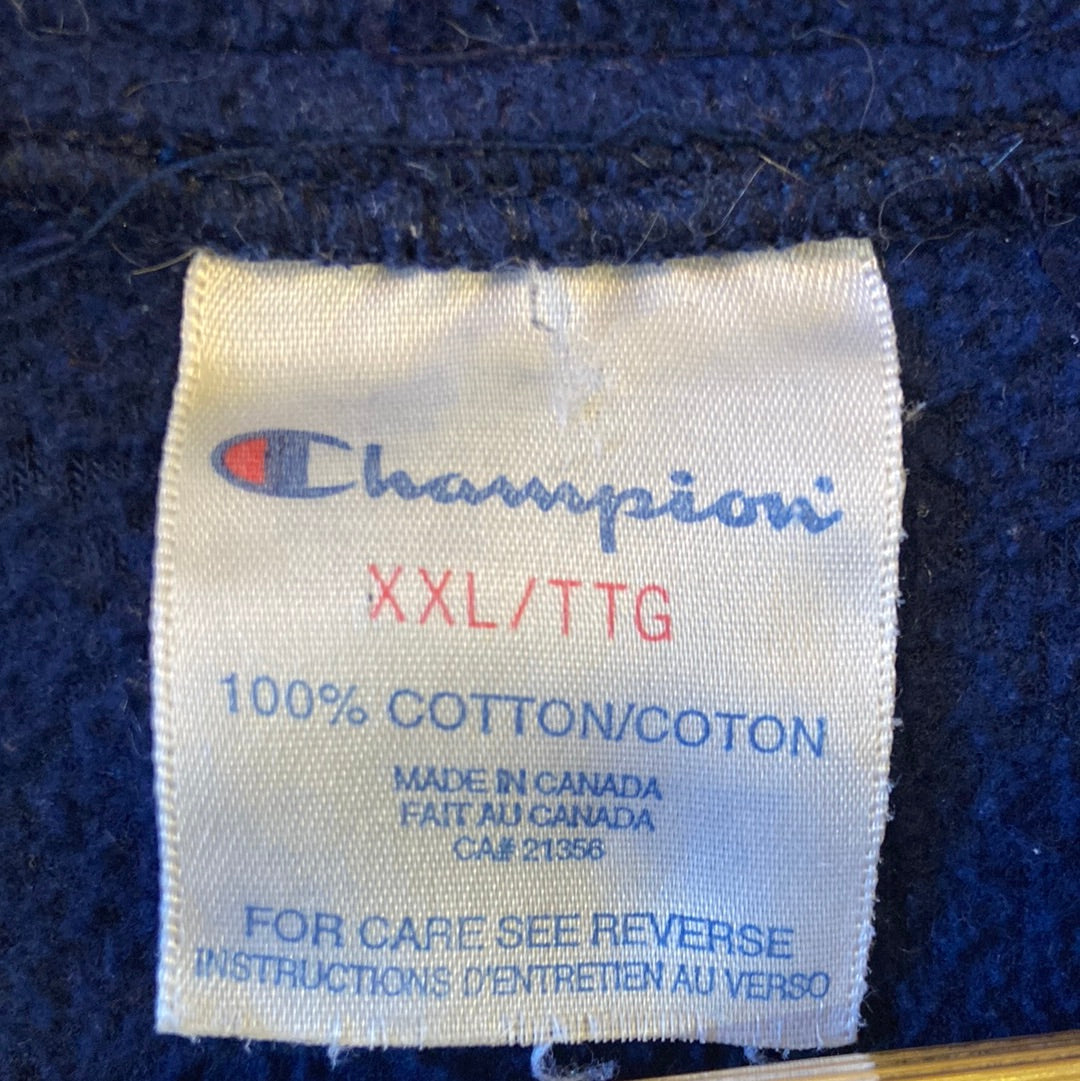 Champion
XXL/TTG
100% COTTON/COTON
MADE IN CANADA
FAIT AU CANADA
CA# 21356
FOR CARE SEE REVERSE
INSTRUCTIONS D'ENTRETIEN AU VERSO